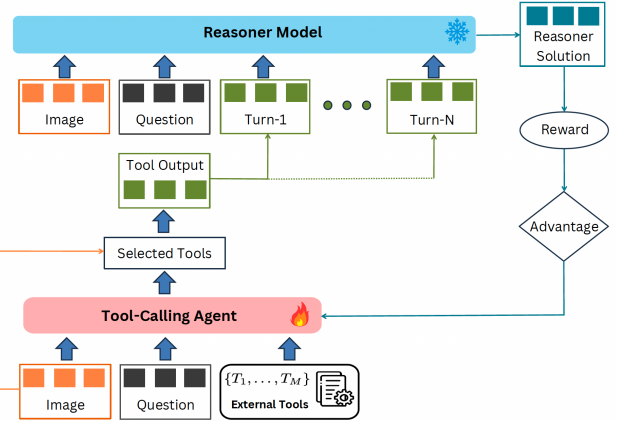 Reasoner Model
Reasoner
Solution
Image
Question
Turn-1
Turn-N
Reward
Tool Output
Advantage
Selected Tools
Tool-Calling Agent
Image
Question
{T₁, . . . , T_M}
External Tools